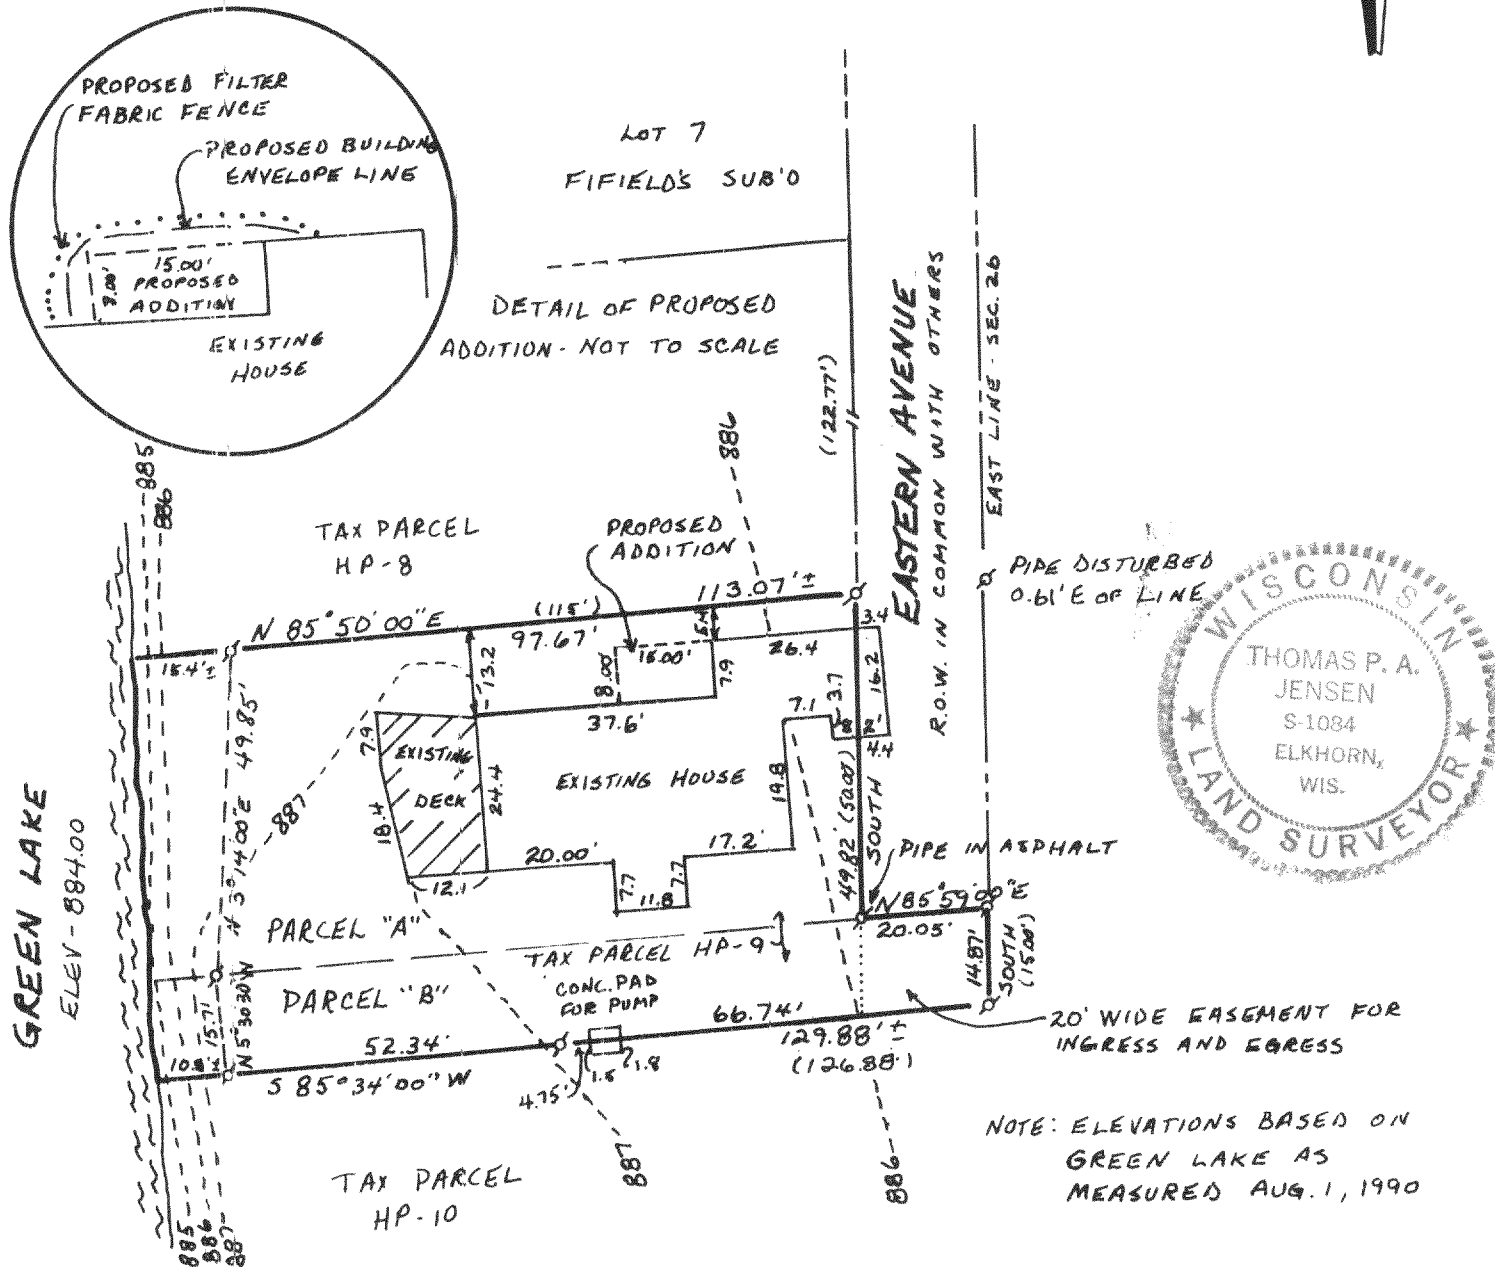 PROPOSED FILTER
FABRIC FENCE
PROPOSED BUILDING
ENVELOPE LINE
15.00'
8.00'
PROPOSED
ADDITION
EXISTING
HOUSE
LOT 7
FIFIELD'S SUB'D
DETAIL OF PROPOSED
ADDITION - NOT TO SCALE
(122.77')
EASTERN AVENUE
R.O.W. IN COMMON WITH OTHERS
EAST LINE - SEC. 26
885
886
886
TAX PARCEL
HP-8
PROPOSED
ADDITION
PIPE DISTURBED
0.61' E OF LINE
WISCONSIN
THOMAS P. A.
JENSEN
S-1084
ELKHORN,
WIS.
★ LAND SURVEYOR ★
N 85°50'00" E
(115')
97.67'
113.07'±
15.4'±
13.2
8.00'
15.00'
7.9
26.4
3.4
16.2
3.7
7.1
8
2'
4.4
37.6'
49.85'
N 3°14'00" E
7.9
EXISTING
DECK
18.4
24.4
12.1
EXISTING HOUSE
19.8
17.2'
20.00'
7.7
11.8
7.7
49.82' (50.00')
SOUTH
PIPE IN ASPHALT
N 85°59'00" E
20.05'
14.87'
SOUTH
(15.00')
GREEN LAKE
ELEV - 884.00
887
PARCEL "A"
TAX PARCEL HP-9
PARCEL "B"
CONC. PAD
FOR PUMP
15.71
N 5°30'30" W
10.8'±
52.34'
S 85°34'00" W
66.74'
129.88'±
(126.88')
4.75'
1.8
20' WIDE EASEMENT FOR
INGRESS AND EGRESS
NOTE: ELEVATIONS BASED ON
GREEN LAKE AS
MEASURED AUG. 1, 1990
TAX PARCEL
HP-10
885
886
887
887
886